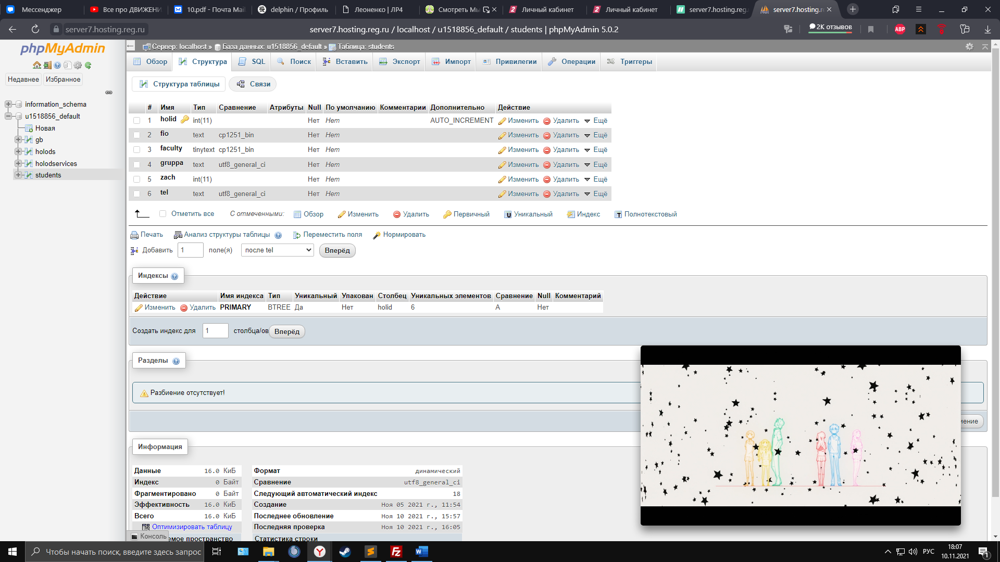 Мессенджер
Все про ДВИЖЕНИ
10.pdf - Почта Mail
delphin / Профиль
Леоненко | ЛР4
Смотреть Мы
Личный кабинет
Личный кабинет
server7.hosting.reg.
server7.hosting.re
server7.hosting.reg.ru
server7.hosting.reg.ru / localhost / u1518856_default / students | phpMyAdmin 5.0.2
2K отзывов
ABP
phpMyAdmin
Недавнее Избранное
information_schema
u1518856_default
Новая
gb
holods
holodservices
students
Сервер: localhost » База данных: u1518856_default » Таблица: students
Обзор Структура SQL Поиск Вставить Экспорт Импорт Привилегии Операции Триггеры
Структура таблицы Связи
# Имя Тип Сравнение Атрибуты Null По умолчанию Комментарии Дополнительно Действие
1 holid int(11) Нет Нет AUTO_INCREMENT Изменить Удалить Ещё
2 fio text cp1251_bin Нет Нет Изменить Удалить Ещё
3 faculty tinytext cp1251_bin Нет Нет Изменить Удалить Ещё
4 gruppa text utf8_general_ci Нет Нет Изменить Удалить Ещё
5 zach int(11) Нет Нет Изменить Удалить Ещё
6 tel text utf8_general_ci Нет Нет Изменить Удалить Ещё
Отметить все С отмеченными: Обзор Изменить Удалить Первичный Уникальный Индекс Полнотекстовый
Печать Анализ структуры таблицы Переместить поля Нормировать
Добавить 1 поле(я) после tel Вперёд
Индексы
Действие Имя индекса Тип Уникальный Упакован Столбец Уникальных элементов Сравнение Null Комментарий
Изменить Удалить PRIMARY BTREE Да Нет holid 6 A Нет
Создать индекс для 1 столбца/ов Вперёд
Разделы
Разбиение отсутствует!
ение
Информация
Данные 16.0 КиБ
Индекс 0 Байт
Фрагментировано 0 Байт
Эффективность 16.0 КиБ
Всего 16.0 КиБ
Оптимизировать таблицу
емое пространство
Формат динамический
Сравнение utf8_general_ci
Следующий автоматический индекс 18
Создание Ноя 05 2021 г., 11:54
Последнее обновление Ноя 10 2021 г., 15:57
Последняя проверка Ноя 10 2021 г., 16:05
Статистика строки
Консоль
Чтобы начать поиск, введите здесь запрос
РУС
18:07
10.11.2021
1